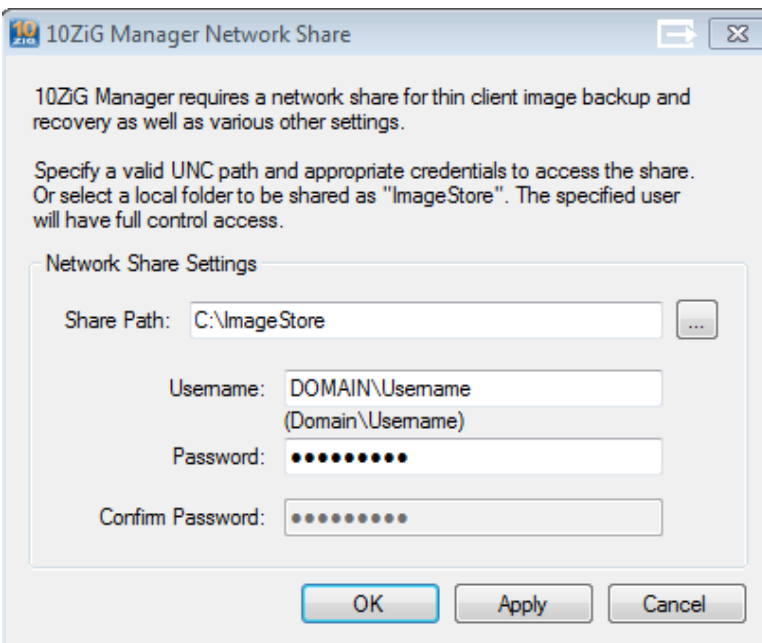 10ZiG Manager Network Share
10ZiG Manager requires a network share for thin client image backup and
recovery as well as various other settings.
Specify a valid UNC path and appropriate credentials to access the share.
Or select a local folder to be shared as "ImageStore". The specified user
will have full control access.
Network Share Settings
Share Path: C:\ImageStore ...
Username: DOMAIN\Username
(Domain\Username)
Password: ●●●●●●●●●
Confirm Password: ●●●●●●●●●
OK Apply Cancel